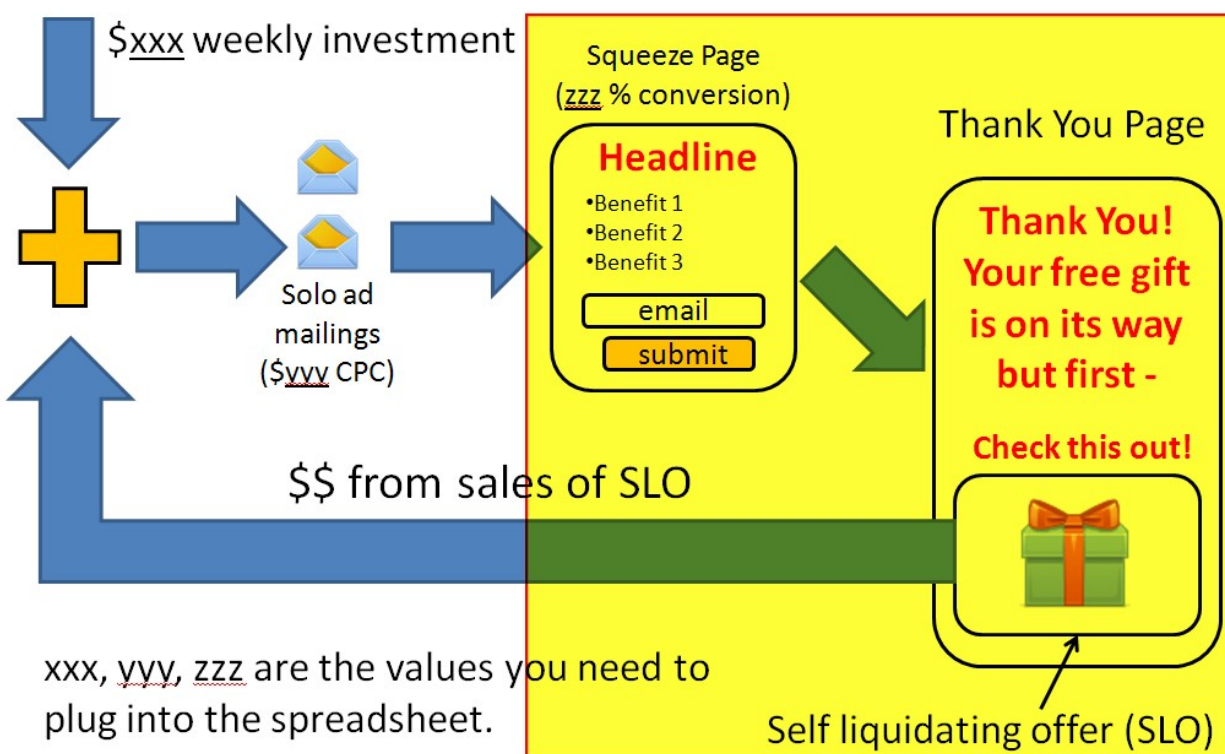 $xxx weekly investment
Squeeze Page
(zzz % conversion)
Thank You Page
Headline
•Benefit 1
•Benefit 2
•Benefit 3
email
submit
Solo ad
mailings
($yyy CPC)
Thank You!
Your free gift
is on its way
but first -
Check this out!
$$ from sales of SLO
xxx, yyy, zzz are the values you need to
plug into the spreadsheet.
Self liquidating offer (SLO)